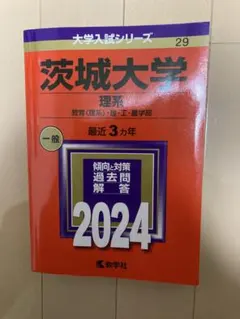 大学入試シリーズ
29
茨城大学
理系
教育〈理系〉・理・工・農学部
最近3ヵ年
一般
傾向と対策
過去問
解答
2024
教学社